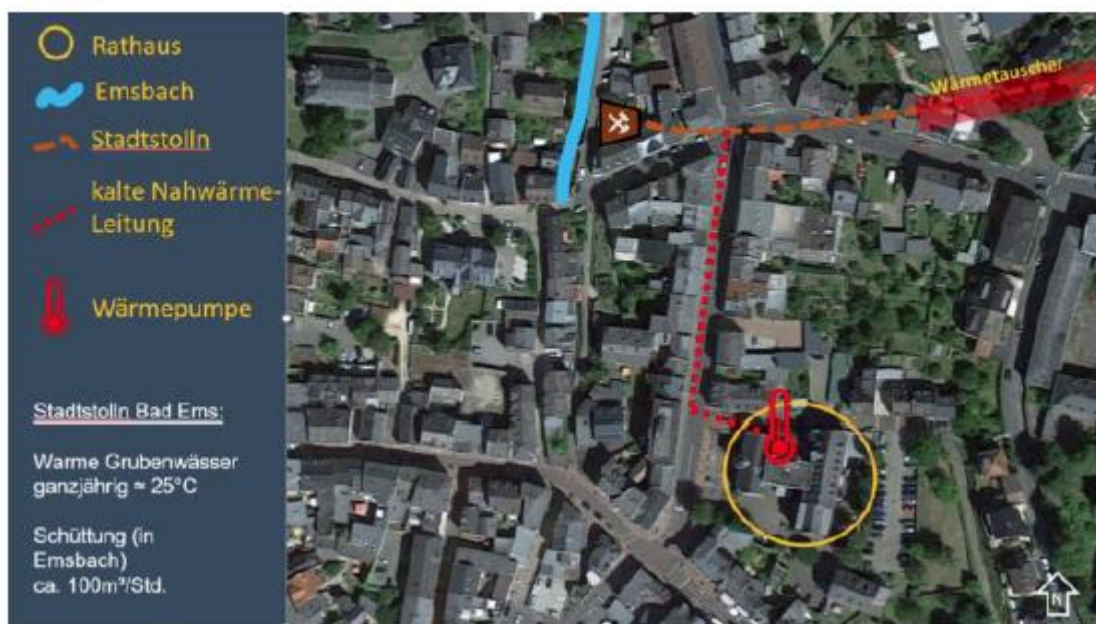 Rathaus
Emsbach
Stadtstolln
kalte Nahwärme-
Leitung
Wärmepumpe
Stadtstolln Bad Ems:
Warme Grubenwässer
ganzjährig ≈ 25°C
Schüttung (in
Emsbach)
ca. 100m³/Std.
Wärmetauscher
N